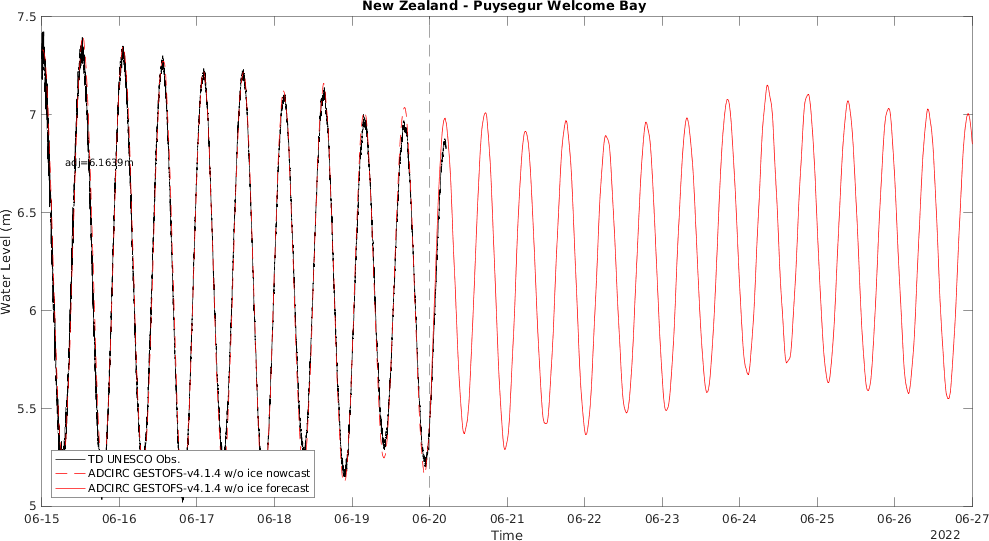 New Zealand - Puysegur Welcome Bay
7.5
7
6.5
6
5.5
5
Water Level (m)
adj=6.1639m
TD UNESCO Obs.
ADCIRC GESTOFS-v4.1.4 w/o ice nowcast
ADCIRC GESTOFS-v4.1.4 w/o ice forecast
06-15 06-16 06-17 06-18 06-19 06-20 06-21 06-22 06-23 06-24 06-25 06-26 06-27
Time
2022